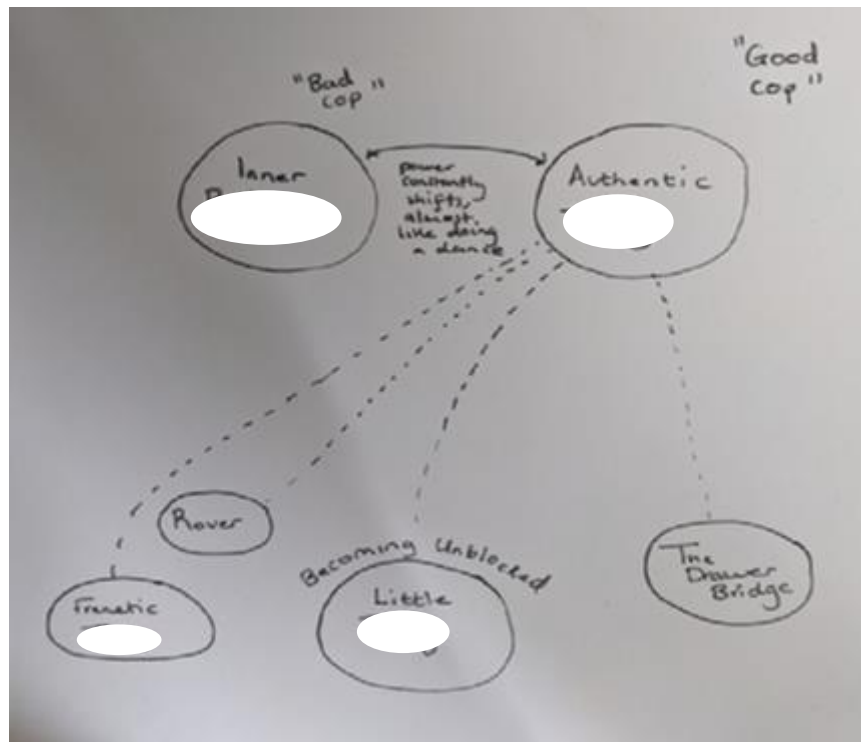 "Bad
cop"
"Good
cop"
Inner
Authentic
power
constantly
shifts,
almost
like doing
a dance
Rover
Becoming Unblocked
Frenetic
Little
The
Drawer
Bridge